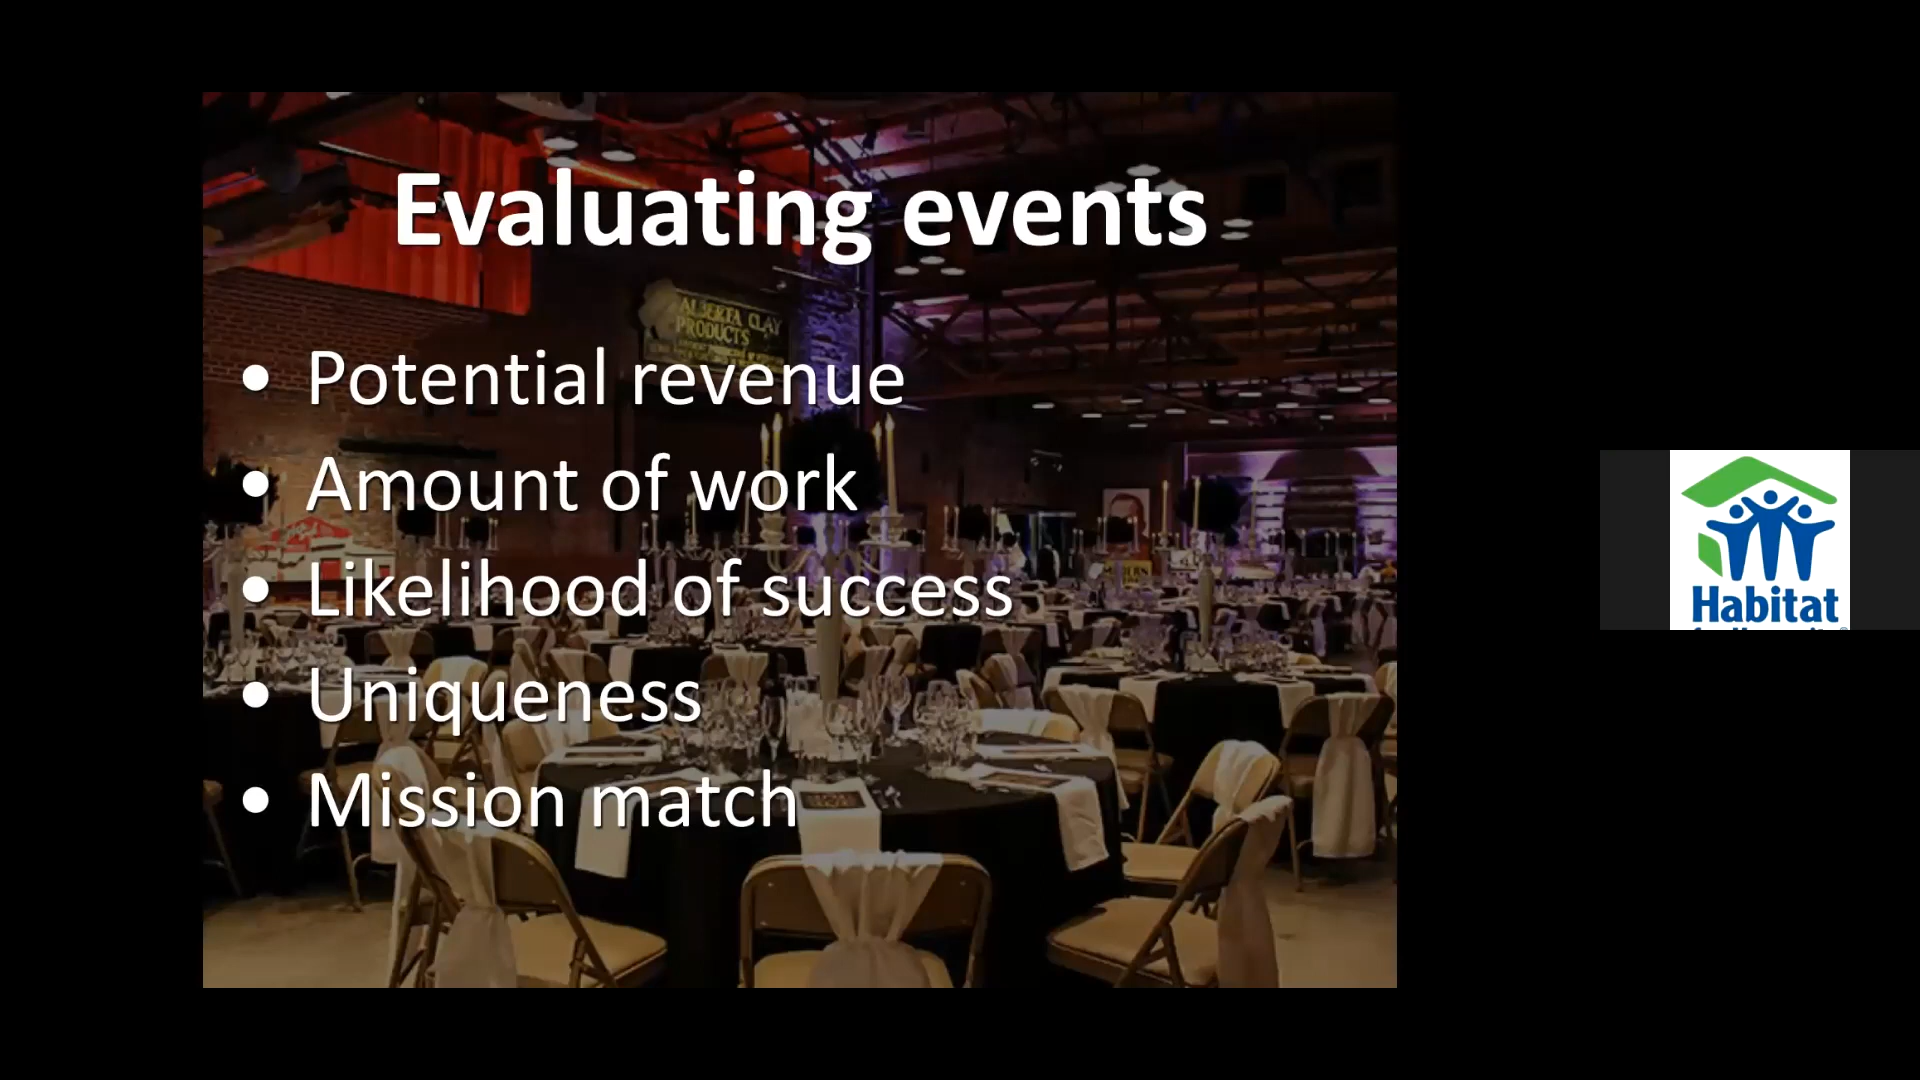 Evaluating events
ALBERTA CLAY
PRODUCTS
• Potential revenue
• Amount of work
• Likelihood of success
• Uniqueness
• Mission match
Habitat